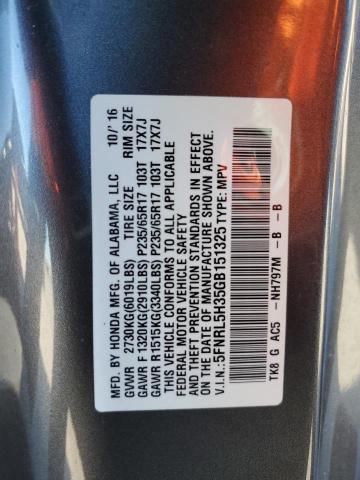 MFD. BY HONDA MFG. OF ALABAMA, LLC 10/'16
GVWR 2730KG(6019LBS) TIRE SIZE RIM SIZE
GAWR F 1320KG(2910LBS) P235/65R17 103T 17X7J
GAWR R1515KG(3340LBS) P235/65R17 103T 17X7J
THIS VEHICLE CONFORMS TO ALL APPLICABLE
FEDERAL MOTOR VEHICLE SAFETY
AND THEFT PREVENTION STANDARDS IN EFFECT
ON THE DATE OF MANUFACTURE SHOWN ABOVE.
V.I.N.:5FNRL5H35GB151325 TYPE: MPV
TK8 G AC5 -NH797M - B - B